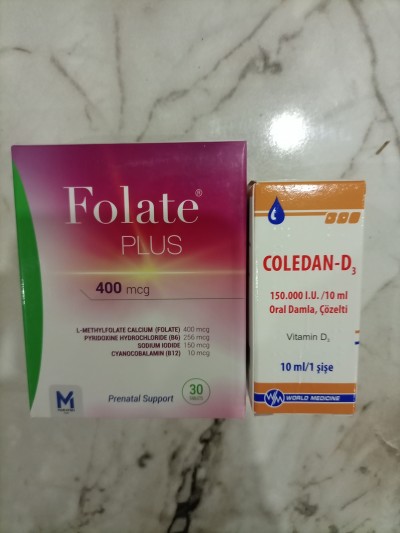 Folate®
PLUS
400 mcg
L-METHYLFOLATE CALCIUM (FOLATE) 400 mcg
PYRIDOXINE HYDROCHLORIDE (B6) 256 mcg
SODIUM IODIDE 150 mcg
CYANOCOBALAMIN (B12) 10 mcg
Prenatal Support
30
M
COLEDAN-D3
150.000 I.U./10 ml
Oral Damla, Çözelti
Vitamin D3
10 ml/1 şişe
WM WORLD MEDICINE